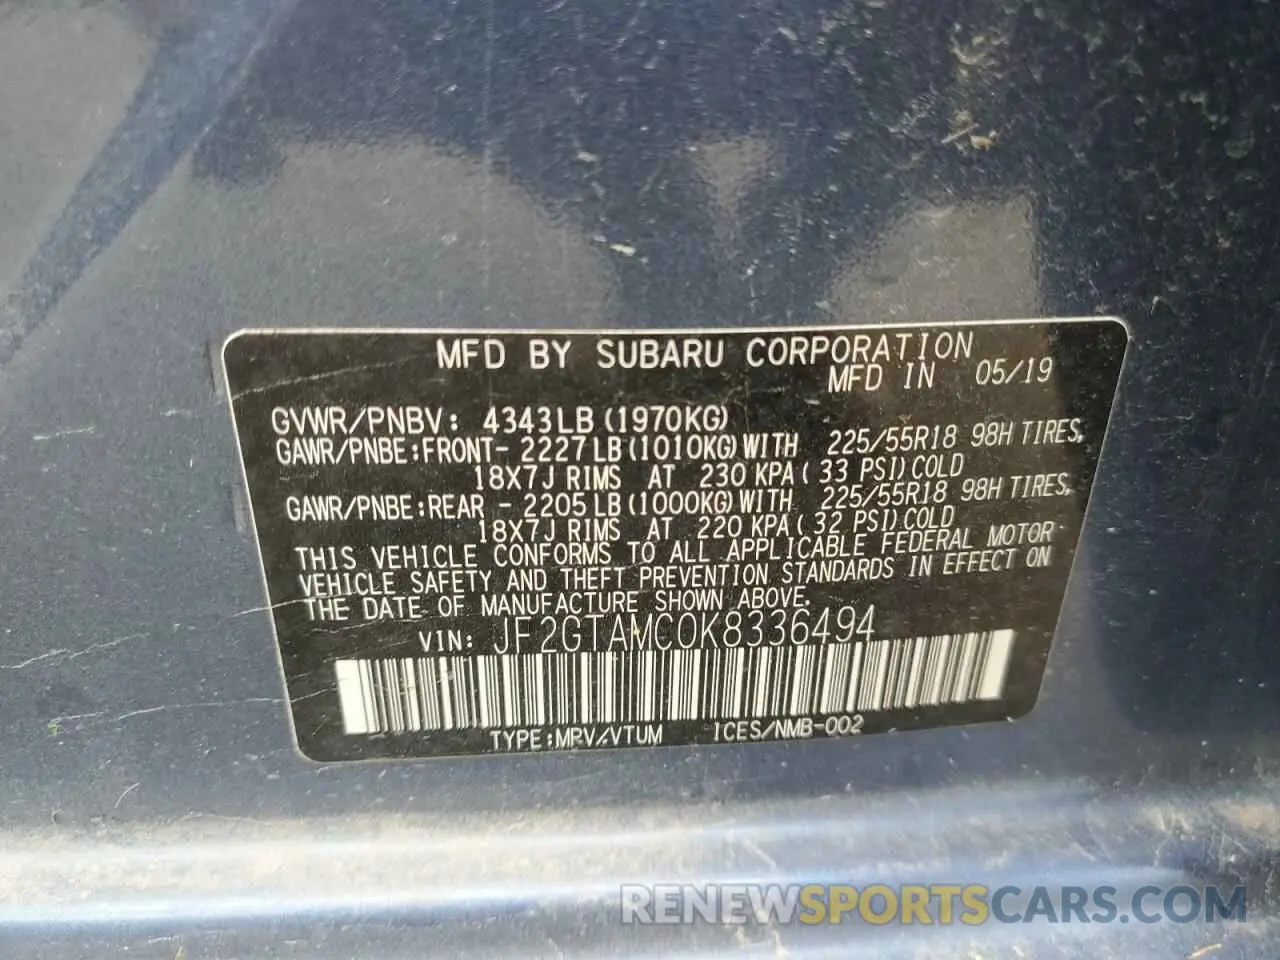 MFD BY SUBARU CORPORATION
MFD IN 05/19
GVWR/PNBV: 4343LB(1970KG)
GAWR/PNBE:FRONT- 2227LB(1010KG)WITH 225/55R18 98H TIRES,
18X7J RIMS AT 230 KPA( 33 PSI)COLD
GAWR/PNBE:REAR - 2205LB(1000KG)WITH 225/55R18 98H TIRES,
18X7J RIMS AT 220 KPA( 32 PSI)COLD
THIS VEHICLE CONFORMS TO ALL APPLICABLE FEDERAL MOTOR
VEHICLE SAFETY AND THEFT PREVENTION STANDARDS IN EFFECT ON
THE DATE OF MANUFACTURE SHOWN ABOVE.
VIN: JF2GTAMC0K8336494
TYPE:MRV/VTUM ICES/NMB-002
RENEWSPORTSCARS.COM